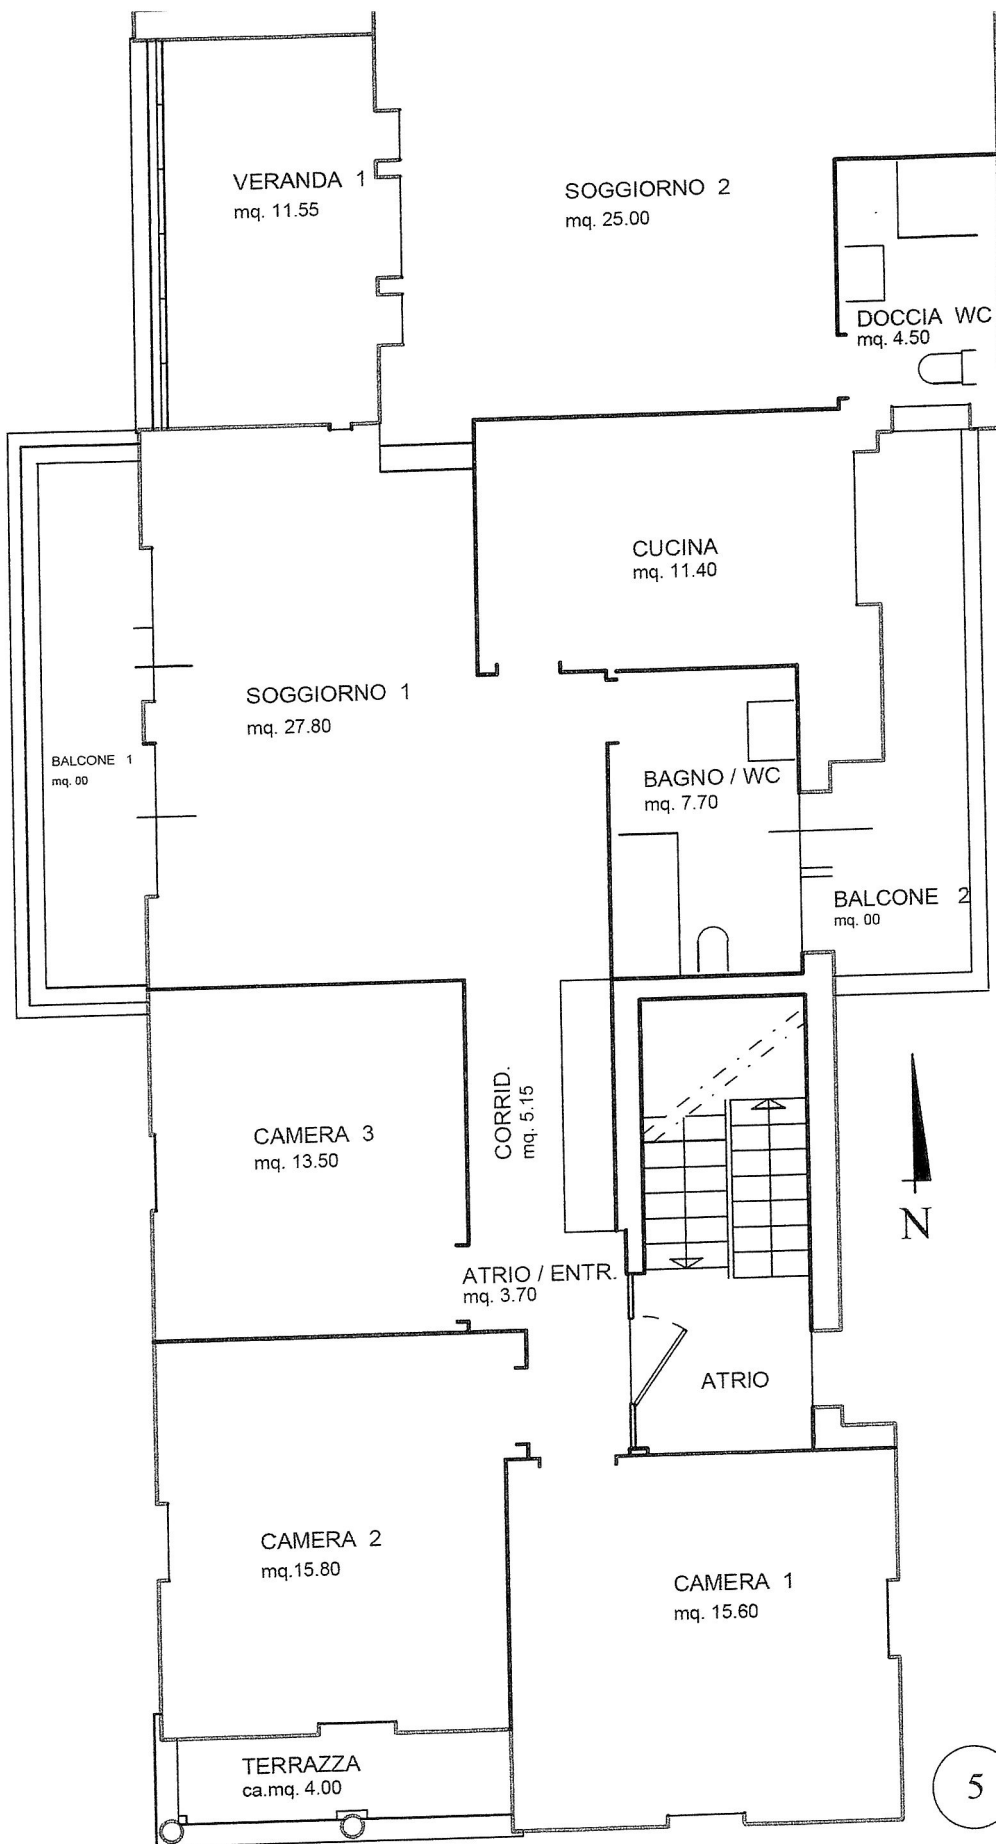 VERANDA 1
mq. 11.55
SOGGIORNO 2
mq. 25.00
DOCCIA WC
mq. 4.50
CUCINA
mq. 11.40
SOGGIORNO 1
mq. 27.80
BALCONE 1
mq. 00
BAGNO / WC
mq. 7.70
BALCONE 2
mq. 00
CORRID.
mq. 5.15
CAMERA 3
mq. 13.50
N
ATRIO / ENTR.
mq. 3.70
ATRIO
CAMERA 2
mq.15.80
CAMERA 1
mq. 15.60
TERRAZZA
ca.mq. 4.00
5